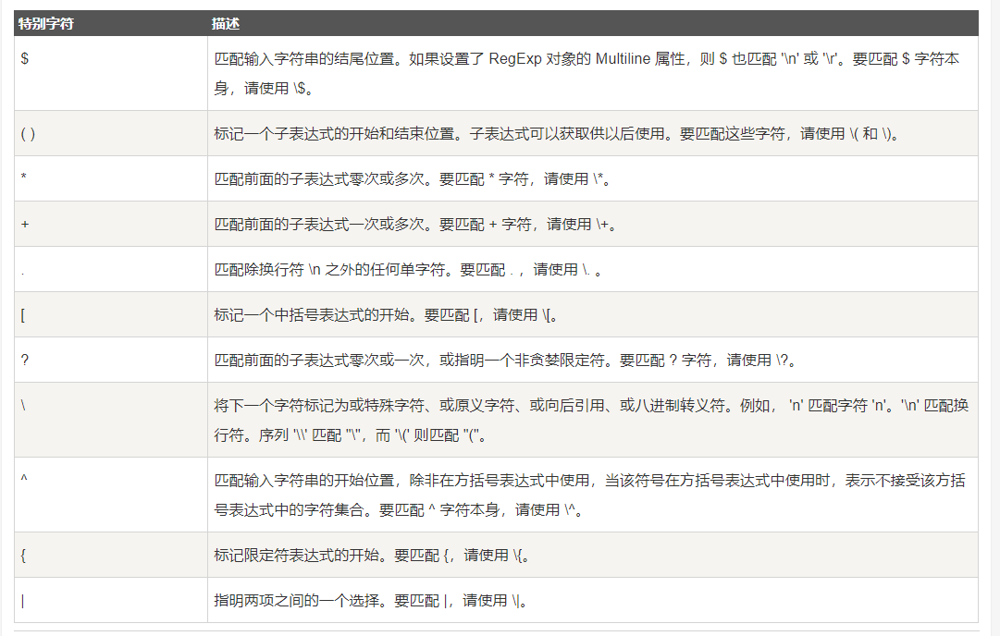 特别字符 描述
$ 匹配输入字符串的结尾位置。如果设置了 RegExp 对象的 Multiline 属性，则 $ 也匹配 '\n' 或 '\r'。要匹配 $ 字符本
身，请使用 \$。
( ) 标记一个子表达式的开始和结束位置。子表达式可以获取供以后使用。要匹配这些字符，请使用 \( 和 \)。
* 匹配前面的子表达式零次或多次。要匹配 * 字符，请使用 \*。
+ 匹配前面的子表达式一次或多次。要匹配 + 字符，请使用 \+。
. 匹配除换行符 \n 之外的任何单字符。要匹配 . ，请使用 \. 。
[ 标记一个中括号表达式的开始。要匹配 [，请使用 \[。
? 匹配前面的子表达式零次或一次，或指明一个非贪婪限定符。要匹配 ? 字符，请使用 \?。
\ 将下一个字符标记为或特殊字符、或原义字符、或向后引用、或八进制转义符。例如， 'n' 匹配字符 'n'。'\n' 匹配换
行符。序列 '\\' 匹配 "\"，而 '\(' 则匹配 "("。
^ 匹配输入字符串的开始位置，除非在方括号表达式中使用，当该符号在方括号表达式中使用时，表示不接受该方括
号表达式中的字符集合。要匹配 ^ 字符本身，请使用 \^。
{ 标记限定符表达式的开始。要匹配 {，请使用 \{。
| 指明两项之间的一个选择。要匹配 |，请使用 \|。